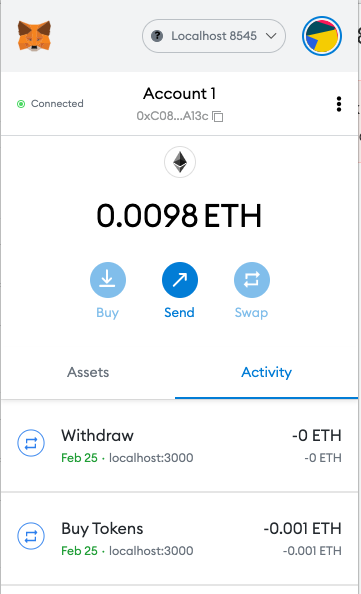 Localhost 8545
Connected
Account 1
0xC08...A13c
0.0098 ETH
Buy
Send
Swap
Assets
Activity
Withdraw
-0 ETH
Feb 25 · localhost:3000
-0 ETH
Buy Tokens
-0.001 ETH
Feb 25 · localhost:3000
-0.001 ETH